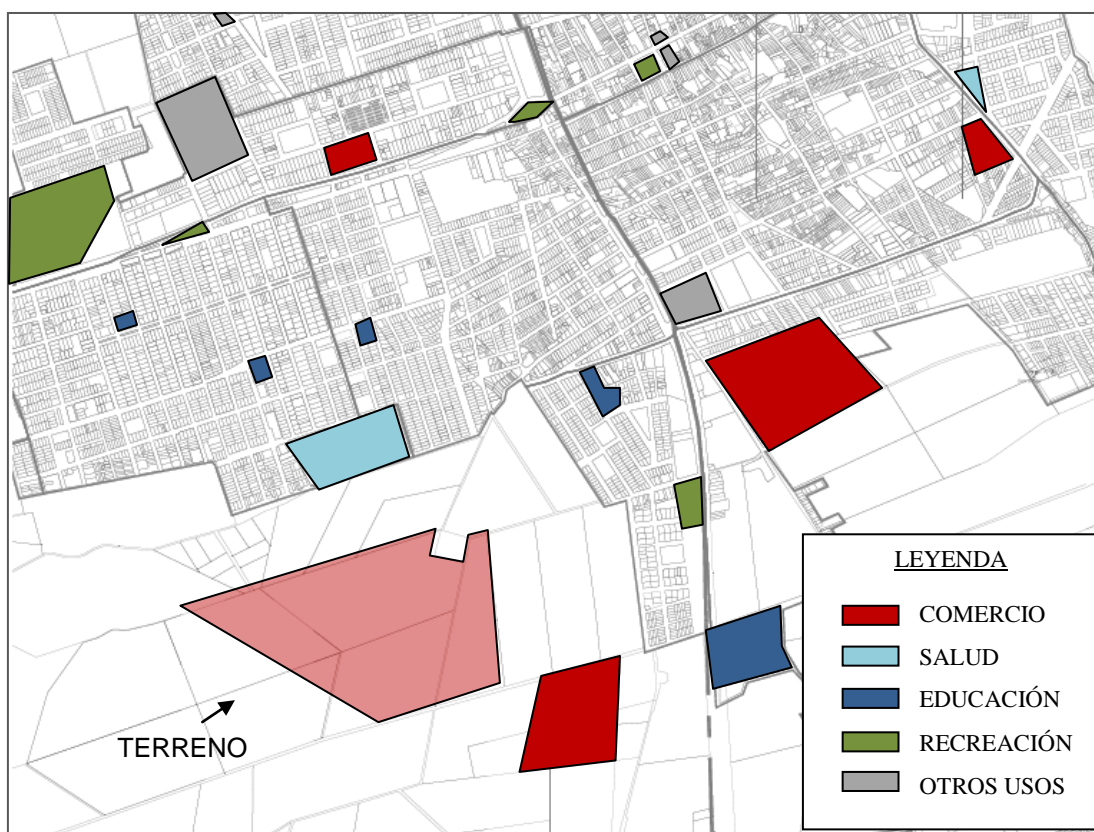 TERRENO
LEYENDA
COMERCIO
SALUD
EDUCACIÓN
RECREACIÓN
OTROS USOS